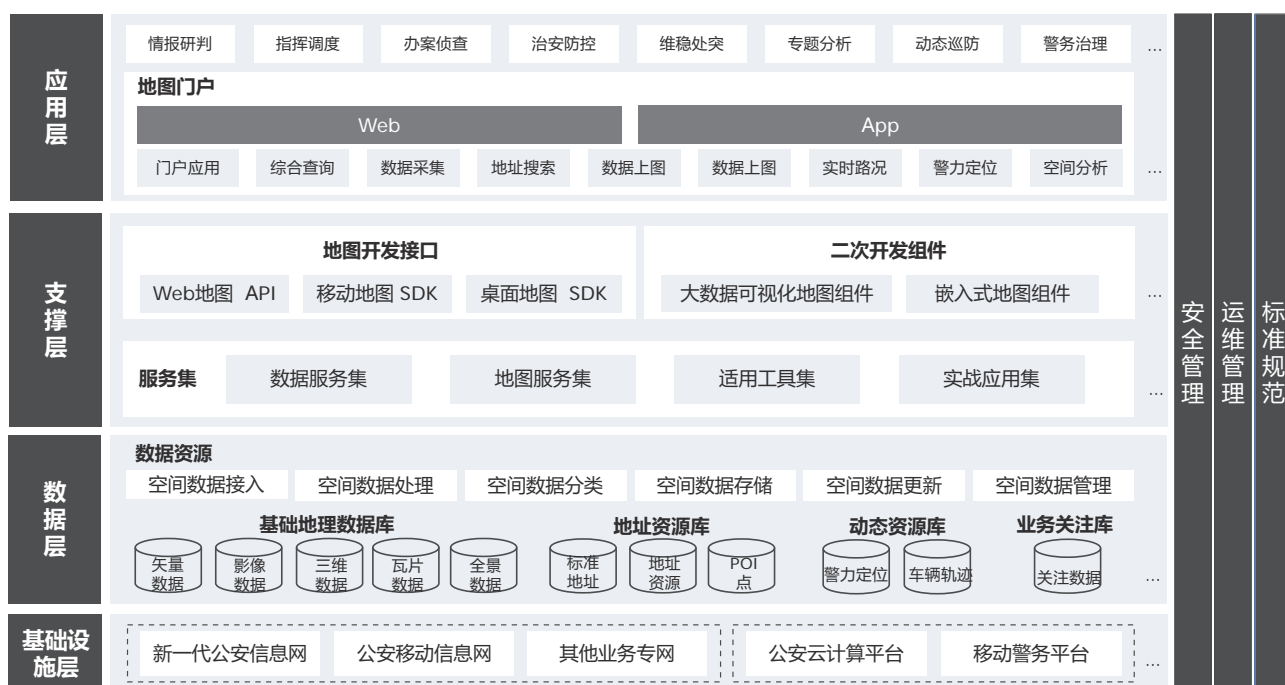 应用层
情报研判 指挥调度 办案侦查 治安防控 维稳处突 专题分析 动态巡防 警务治理 ...
地图门户
Web App
门户应用 综合查询 数据采集 地址搜索 数据上图 数据上图 实时路况 警力定位 空间分析 ...
支撑层
地图开发接口 二次开发组件
Web地图 API 移动地图 SDK 桌面地图 SDK 大数据可视化地图组件 嵌入式地图组件 ...
服务集 数据服务集 地图服务集 适用工具集 实战应用集 ...
数据层
数据资源
空间数据接入 空间数据处理 空间数据分类 空间数据存储 空间数据更新 空间数据管理
基础地理数据库 地址资源库 动态资源库 业务关注库
矢量数据 影像数据 三维数据 瓦片数据 全景数据 标准地址 地址资源 POI点 警力定位 车辆轨迹 关注数据 ...
基础设施层
新一代公安信息网 公安移动信息网 其他业务专网 公安云计算平台 移动警务平台 ...
安全管理
运维管理
标准规范